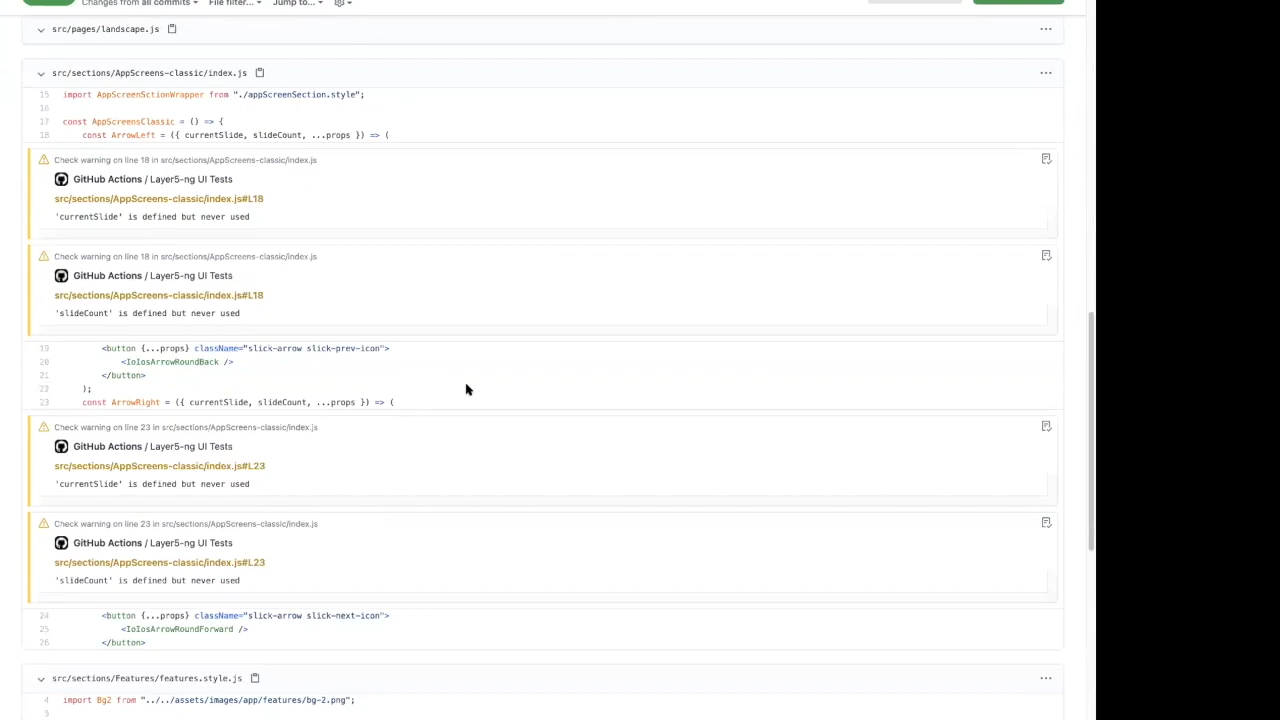 Changes from all commits File filter... Jump to...
src/pages/landscape.js
src/sections/AppScreens-classic/index.js
15 import AppScreenSctionWrapper from "./appScreenSection.style";
16
17 const AppScreensClassic = () => {
18 const ArrowLeft = ({ currentSlide, slideCount, ...props }) => (
Check warning on line 18 in src/sections/AppScreens-classic/index.js
GitHub Actions / Layer5-ng UI Tests
src/sections/AppScreens-classic/index.js#L18
'currentSlide' is defined but never used
Check warning on line 18 in src/sections/AppScreens-classic/index.js
GitHub Actions / Layer5-ng UI Tests
src/sections/AppScreens-classic/index.js#L18
'slideCount' is defined but never used
19 <button {...props} className="slick-arrow slick-prev-icon">
20 <IoIosArrowRoundBack />
21 </button>
22 );
23 const ArrowRight = ({ currentSlide, slideCount, ...props }) => (
Check warning on line 23 in src/sections/AppScreens-classic/index.js
GitHub Actions / Layer5-ng UI Tests
src/sections/AppScreens-classic/index.js#L23
'currentSlide' is defined but never used
Check warning on line 23 in src/sections/AppScreens-classic/index.js
GitHub Actions / Layer5-ng UI Tests
src/sections/AppScreens-classic/index.js#L23
'slideCount' is defined but never used
24 <button {...props} className="slick-arrow slick-next-icon">
25 <IoIosArrowRoundForward />
26 </button>
src/sections/Features/features.style.js
4 import Bg2 from "../../assets/images/app/features/bg-2.png";
5